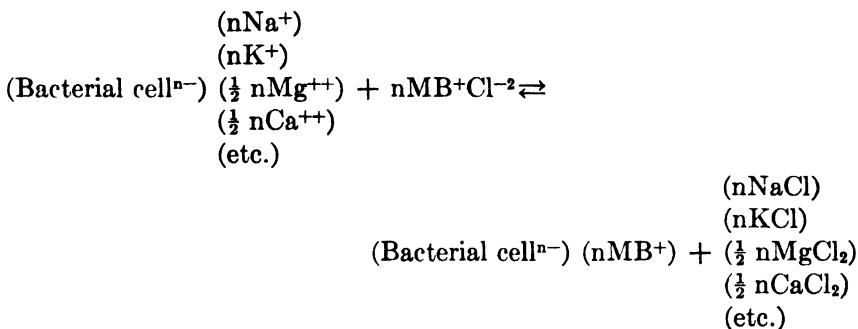 (nNa⁺)
(nK⁺)
(Bacterial cellⁿ⁻) (½ nMg⁺⁺) + nMB⁺Cl⁻²⇄
(½ nCa⁺⁺)
(etc.)
(nNaCl)
(nKCl)
(Bacterial cellⁿ⁻) (nMB⁺) + (½ nMgCl₂)
(½ nCaCl₂)
(etc.)